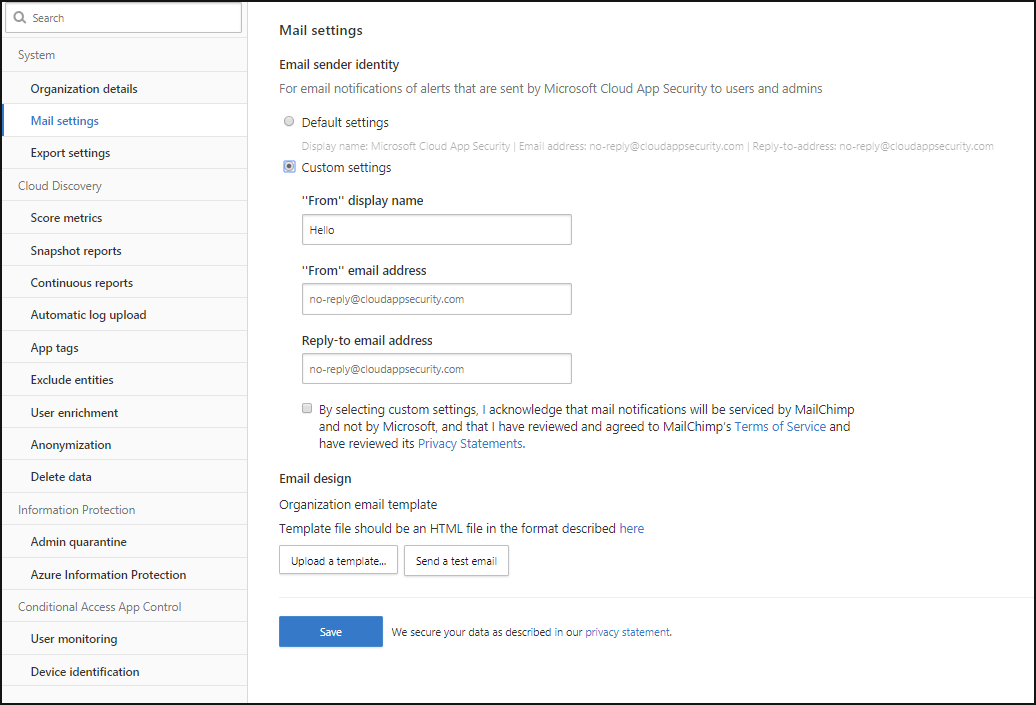 Search
System
Organization details
Mail settings
Export settings
Cloud Discovery
Score metrics
Snapshot reports
Continuous reports
Automatic log upload
App tags
Exclude entities
User enrichment
Anonymization
Delete data
Information Protection
Admin quarantine
Azure Information Protection
Conditional Access App Control
User monitoring
Device identification
Mail settings
Email sender identity
For email notifications of alerts that are sent by Microsoft Cloud App Security to users and admins
Default settings
Display name: Microsoft Cloud App Security | Email address: no-reply@cloudappsecurity.com | Reply-to-address: no-reply@cloudappsecurity.com
Custom settings
"From" display name
Hello
"From" email address
no-reply@cloudappsecurity.com
Reply-to email address
no-reply@cloudappsecurity.com
By selecting custom settings, I acknowledge that mail notifications will be serviced by MailChimp
and not by Microsoft, and that I have reviewed and agreed to MailChimp's Terms of Service and
have reviewed its Privacy Statements.
Email design
Organization email template
Template file should be an HTML file in the format described here
Upload a template...
Send a test email
Save
We secure your data as described in our privacy statement.